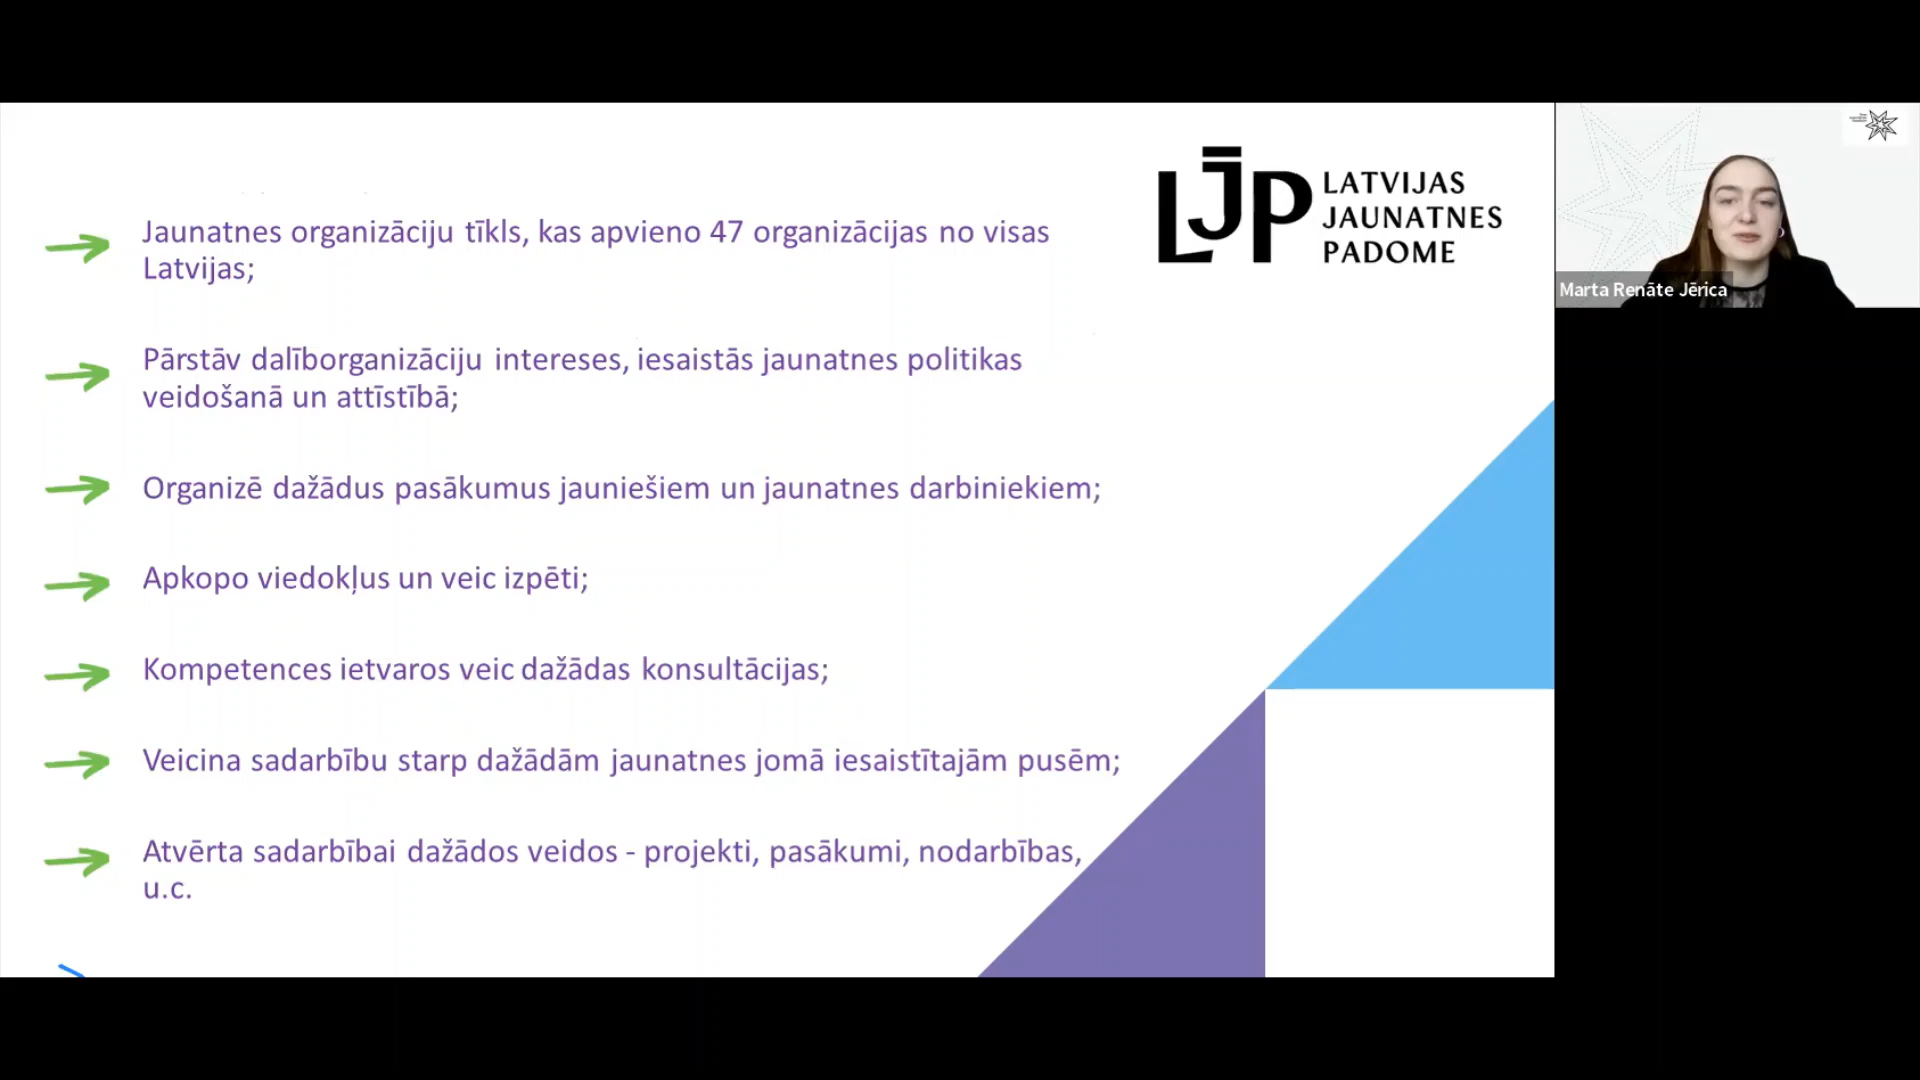 Jaunatnes organizāciju tīkls, kas apvieno 47 organizācijas no visas
Latvijas;
Pārstāv dalīborganizāciju intereses, iesaistās jaunatnes politikas
veidošanā un attīstībā;
Organizē dažādus pasākumus jauniešiem un jaunatnes darbiniekiem;
Apkopo viedokļus un veic izpēti;
Kompetences ietvaros veic dažādas konsultācijas;
Veicina sadarbību starp dažādām jaunatnes jomā iesaistītajām pusēm;
Atvērta sadarbībai dažādos veidos - projekti, pasākumi, nodarbības,
u.c.
LJ̄P
LATVIJAS
JAUNATNES
PADOME
Marta Renāte Jērica